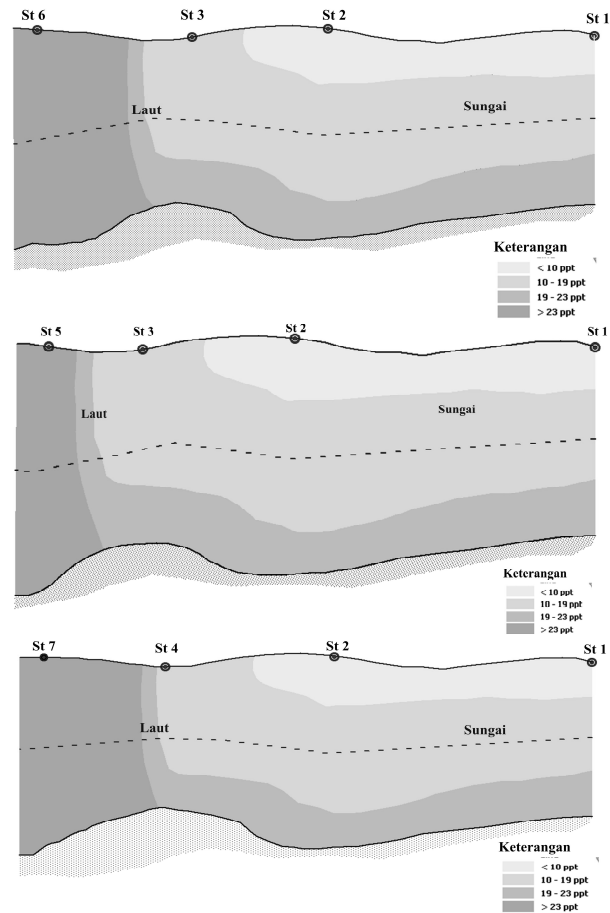 St 6 St 3 St 2 St 1
Laut Sungai
Keterangan
< 10 ppt
10 - 19 ppt
19 - 23 ppt
> 23 ppt
St 5 St 3 St 2 St 1
Laut Sungai
Keterangan
< 10 ppt
10 - 19 ppt
19 - 23 ppt
> 23 ppt
St 7 St 4 St 2 St 1
Laut Sungai
Keterangan
< 10 ppt
10 - 19 ppt
19 - 23 ppt
> 23 ppt